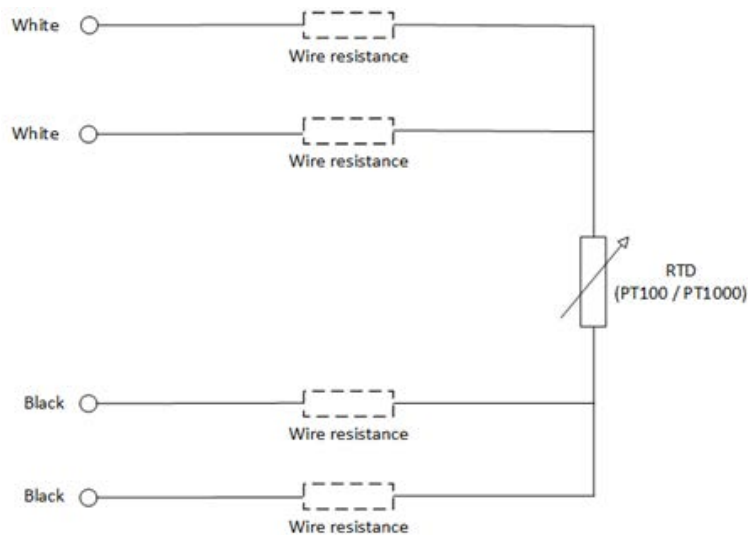 White
Wire resistance
White
Wire resistance
RTD
(PT100 / PT1000)
Black
Wire resistance
Black
Wire resistance